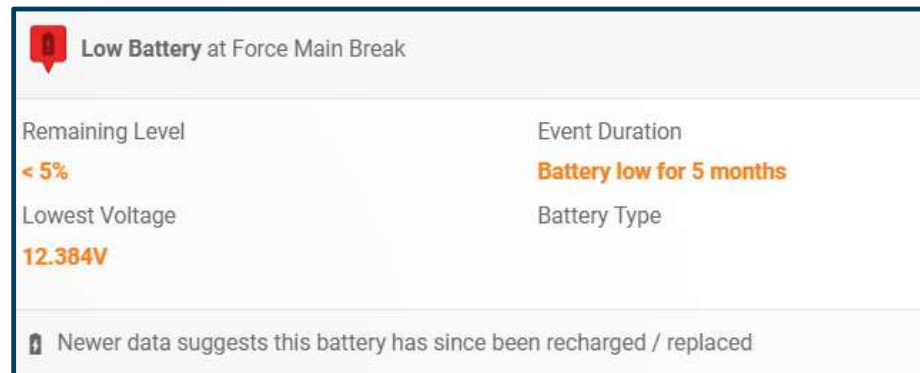 Low Battery at Force Main Break
Remaining Level
< 5%
Lowest Voltage
12.384V
Event Duration
Battery low for 5 months
Battery Type
Newer data suggests this battery has since been recharged / replaced